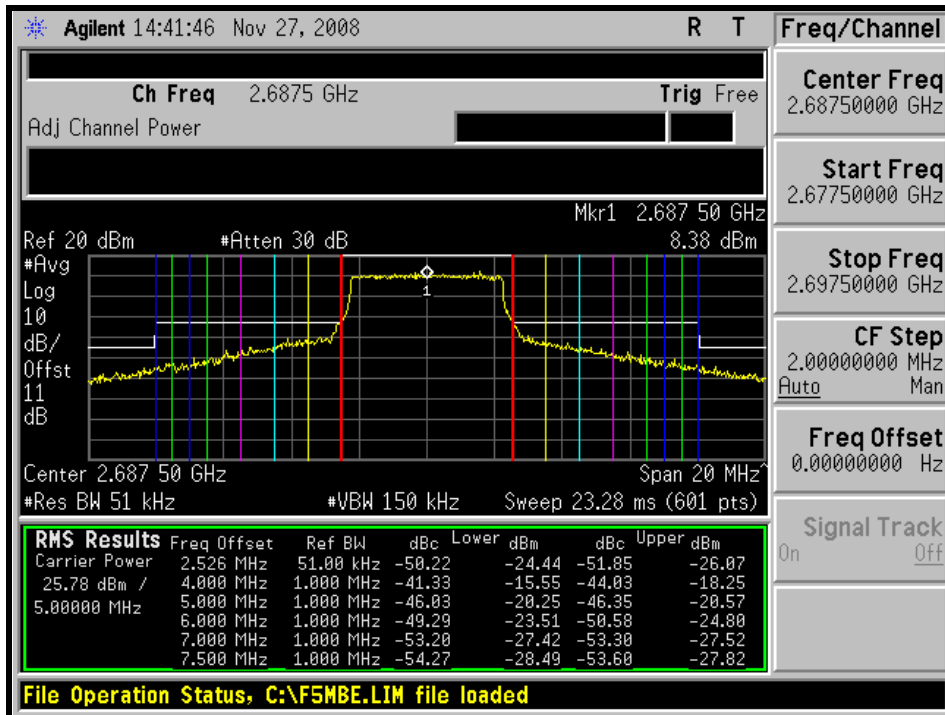 Agilent 14:41:46 Nov 27, 2008 R T
Freq/Channel
Ch Freq 2.6875 GHz Trig Free
Adj Channel Power
Center Freq
2.68750000 GHz
Start Freq
2.67750000 GHz
Stop Freq
2.69750000 GHz
CF Step
2.00000000 MHz
Auto Man
Freq Offset
0.00000000 Hz
Signal Track
On Off
Mkr1 2.687 50 GHz
Ref 20 dBm #Atten 30 dB 8.38 dBm
#Avg
Log
10
dB/
Offst
11
dB
1
Center 2.687 50 GHz Span 20 MHz^
#Res BW 51 kHz #VBW 150 kHz Sweep 23.28 ms (601 pts)
RMS Results Freq Offset Ref BW dBc Lower dBm dBc Upper dBm
Carrier Power 2.526 MHz 51.00 kHz -50.22 -24.44 -51.85 -26.07
25.78 dBm / 4.000 MHz 1.000 MHz -41.33 -15.55 -44.03 -18.25
5.00000 MHz 5.000 MHz 1.000 MHz -46.03 -20.25 -46.35 -20.57
6.000 MHz 1.000 MHz -49.29 -23.51 -50.58 -24.80
7.000 MHz 1.000 MHz -53.20 -27.42 -53.30 -27.52
7.500 MHz 1.000 MHz -54.27 -28.49 -53.60 -27.82
File Operation Status, C:\F5MBE.LIM file loaded